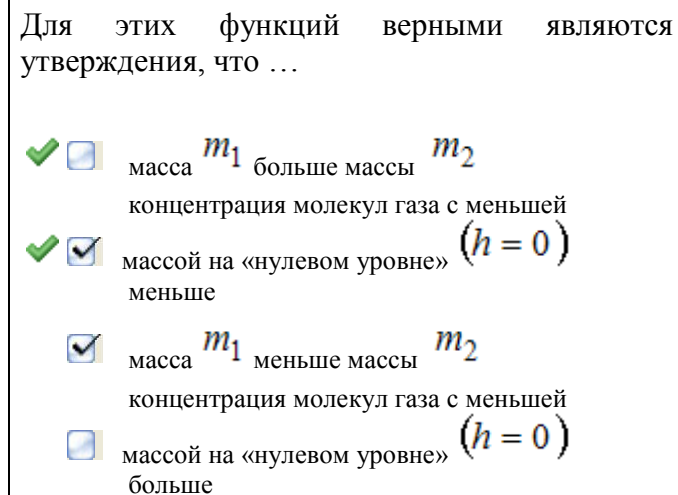 Для этих функций верными являются
утверждения, что …
масса m₁ больше массы m₂
концентрация молекул газа с меньшей
массой на «нулевом уровне» (h = 0)
меньше
масса m₁ меньше массы m₂
концентрация молекул газа с меньшей
массой на «нулевом уровне» (h = 0)
больше